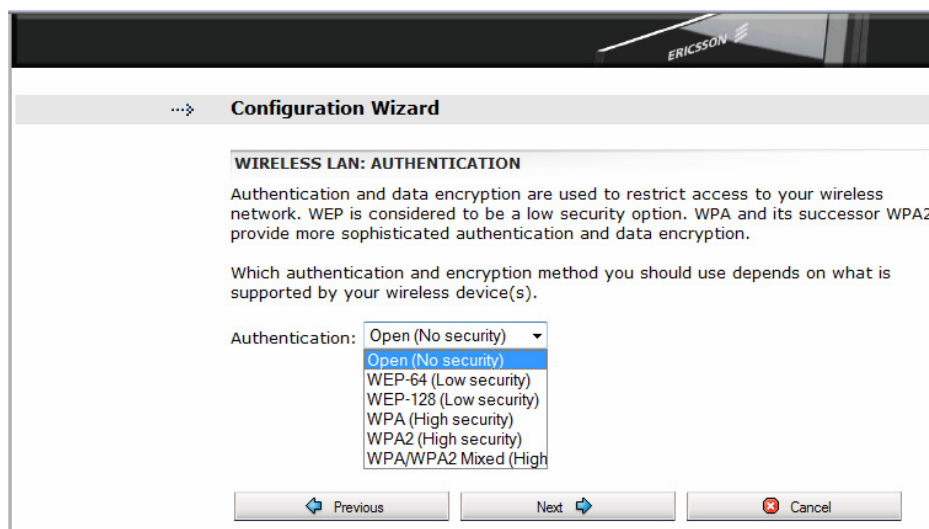 ERICSSON
Configuration Wizard
WIRELESS LAN: AUTHENTICATION
Authentication and data encryption are used to restrict access to your wireless
network. WEP is considered to be a low security option. WPA and its successor WPA2
provide more sophisticated authentication and data encryption.
Which authentication and encryption method you should use depends on what is
supported by your wireless device(s).
Authentication: Open (No security)
Open (No security)
WEP-64 (Low security)
WEP-128 (Low security)
WPA (High security)
WPA2 (High security)
WPA/WPA2 Mixed (High
Previous Next Cancel